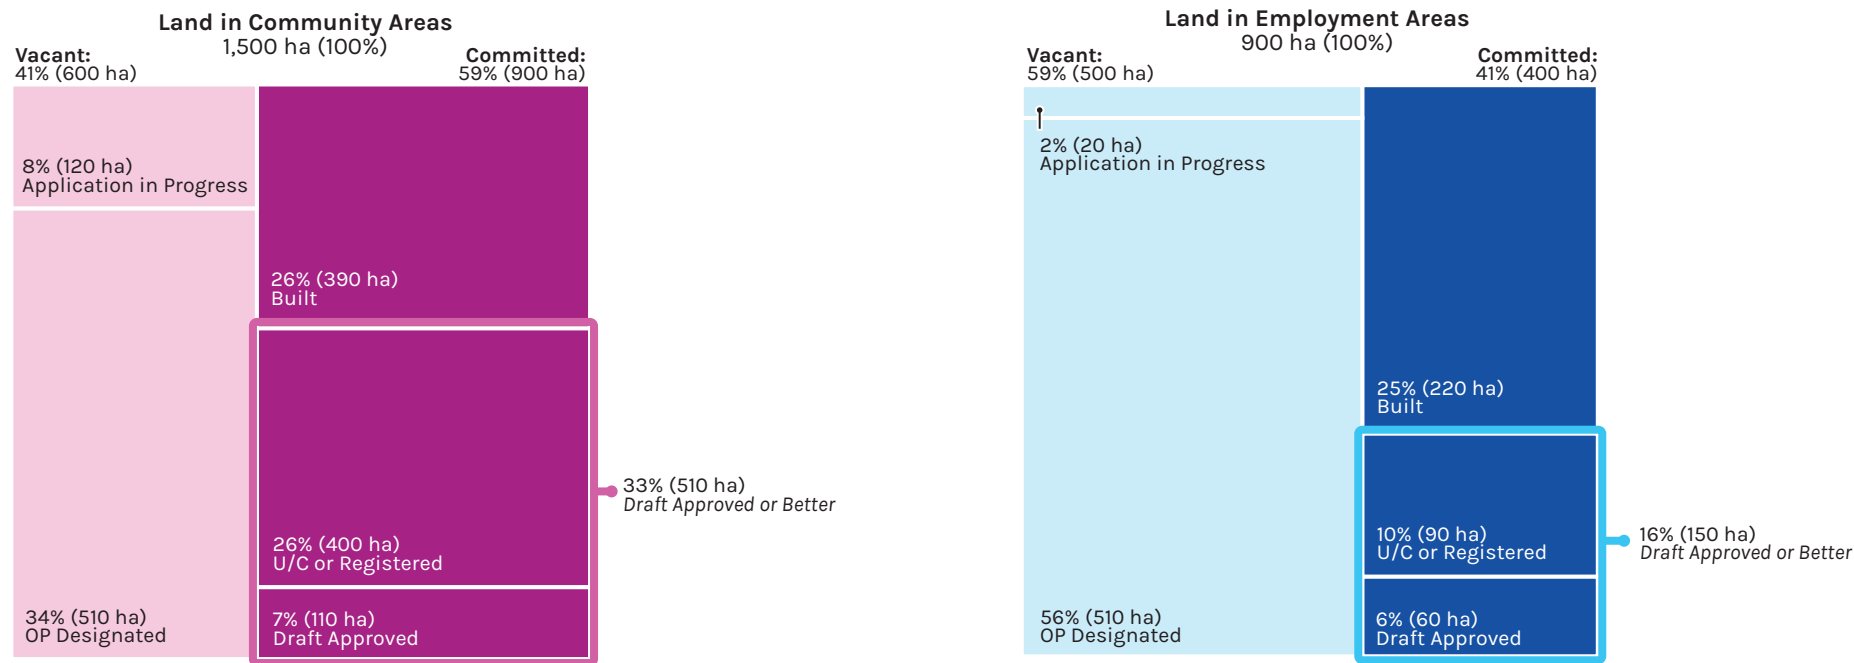 Land in Community Areas
1,500 ha (100%)
Vacant:
41% (600 ha)
Committed:
59% (900 ha)
8% (120 ha)
Application in Progress
34% (510 ha)
OP Designated
26% (390 ha)
Built
26% (400 ha)
U/C or Registered
7% (110 ha)
Draft Approved
33% (510 ha)
Draft Approved or Better
Land in Employment Areas
900 ha (100%)
Vacant:
59% (500 ha)
Committed:
41% (400 ha)
2% (20 ha)
Application in Progress
56% (510 ha)
OP Designated
25% (220 ha)
Built
10% (90 ha)
U/C or Registered
6% (60 ha)
Draft Approved
16% (150 ha)
Draft Approved or Better